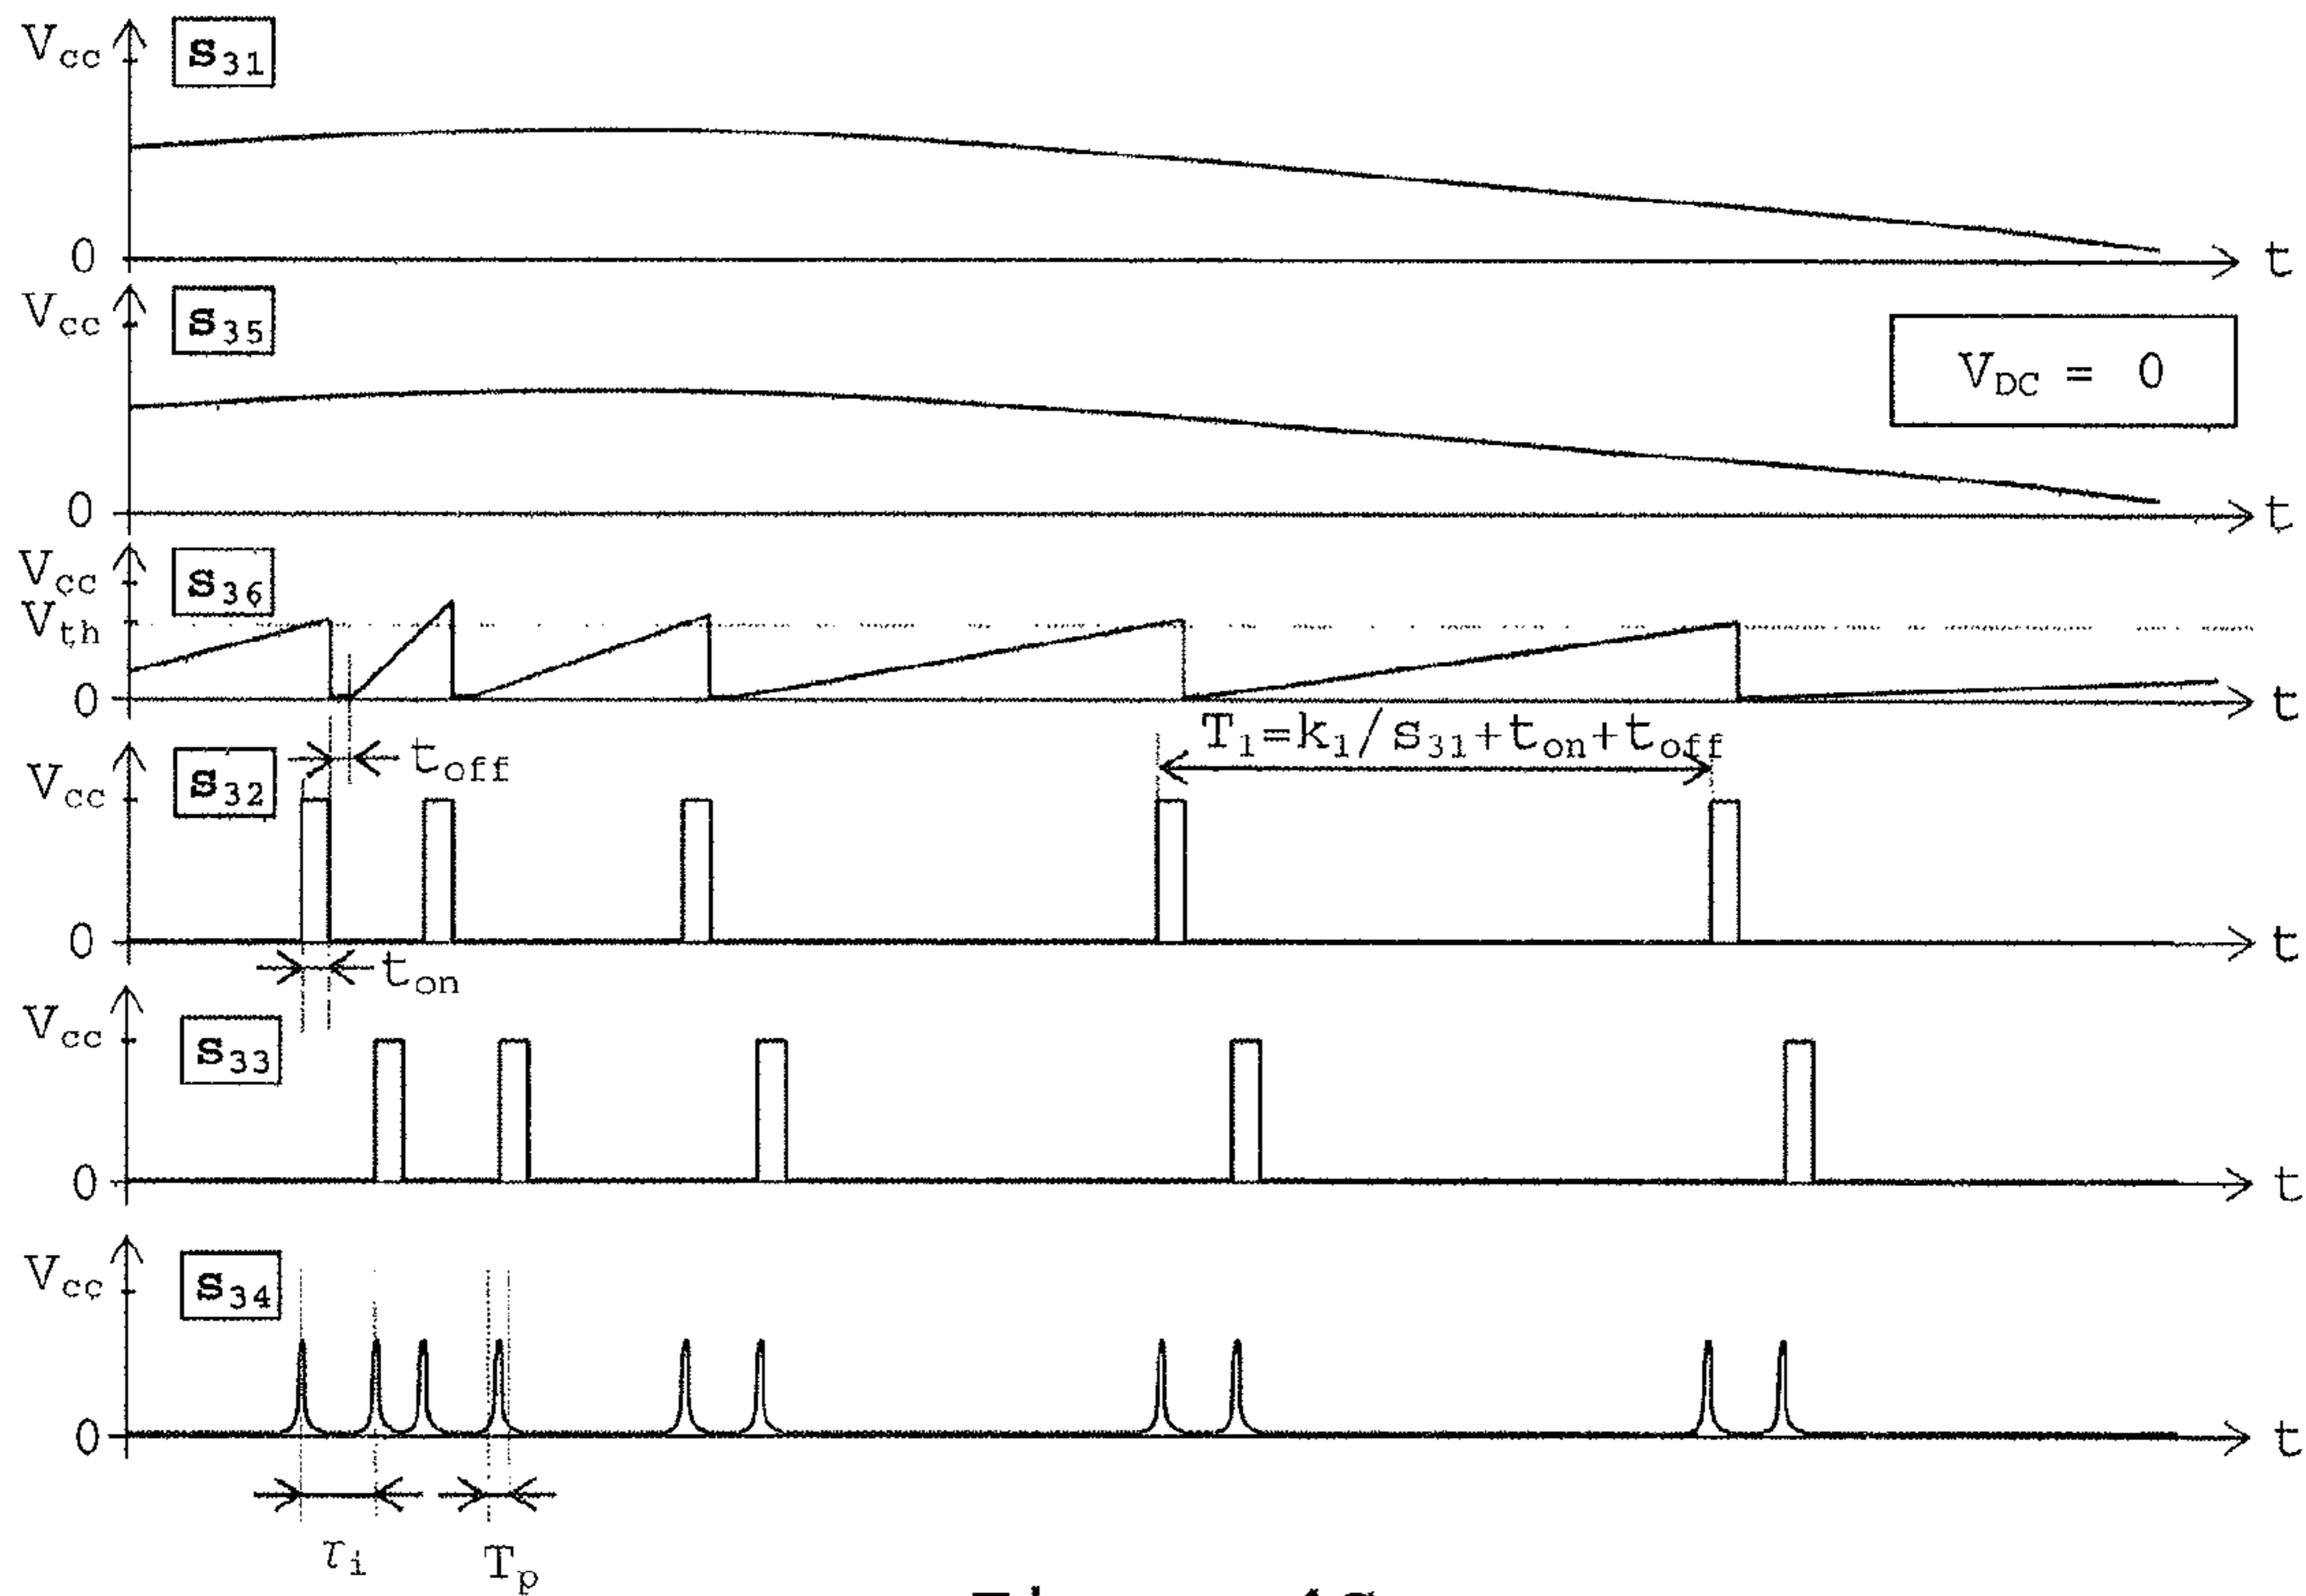 Vcc
s31
0
t
Vcc
s35
VDC = 0
0
t
Vcc
s36
Vth
0
t
T1=k1/s31+ton+toff
toff
Vcc
s32
0
t
ton
Vcc
s33
0
t
Vcc
s34
0
t
τi
Tp